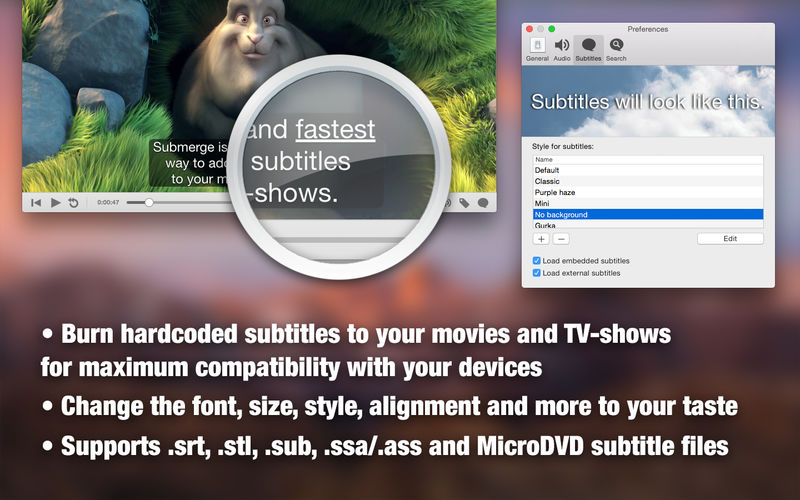 Submerge is
way to add
to your m
and fastest
subtitles
-shows.
0:00:47
Preferences
General Audio Subtitles Search
Subtitles will look like this.
Style for subtitles:
Name
Default
Classic
Purple haze
Mini
No background
Gurka
+ − Edit
Load embedded subtitles
Load external subtitles
• Burn hardcoded subtitles to your movies and TV-shows
for maximum compatibility with your devices
• Change the font, size, style, alignment and more to your taste
• Supports .srt, .stl, .sub, .ssa/.ass and MicroDVD subtitle files